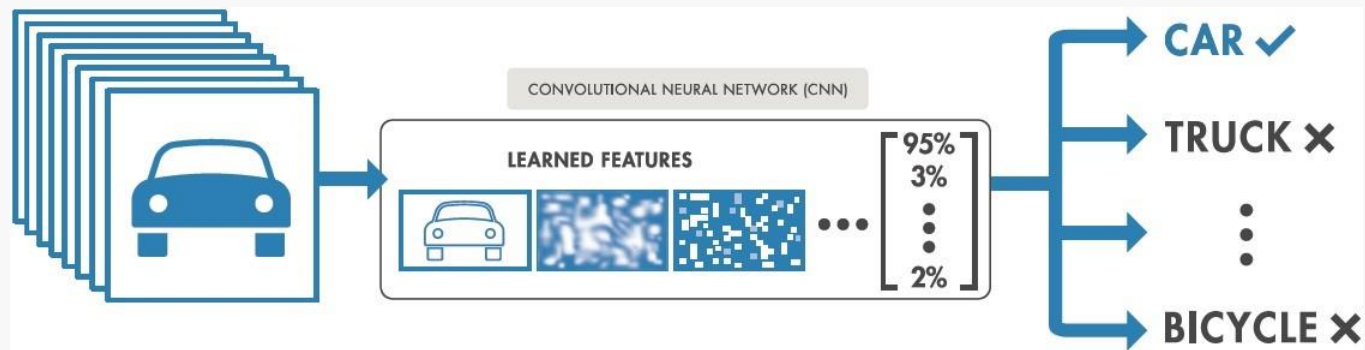 CONVOLUTIONAL NEURAL NETWORK (CNN)
LEARNED FEATURES
95%
3%
2%
CAR
TRUCK
BICYCLE